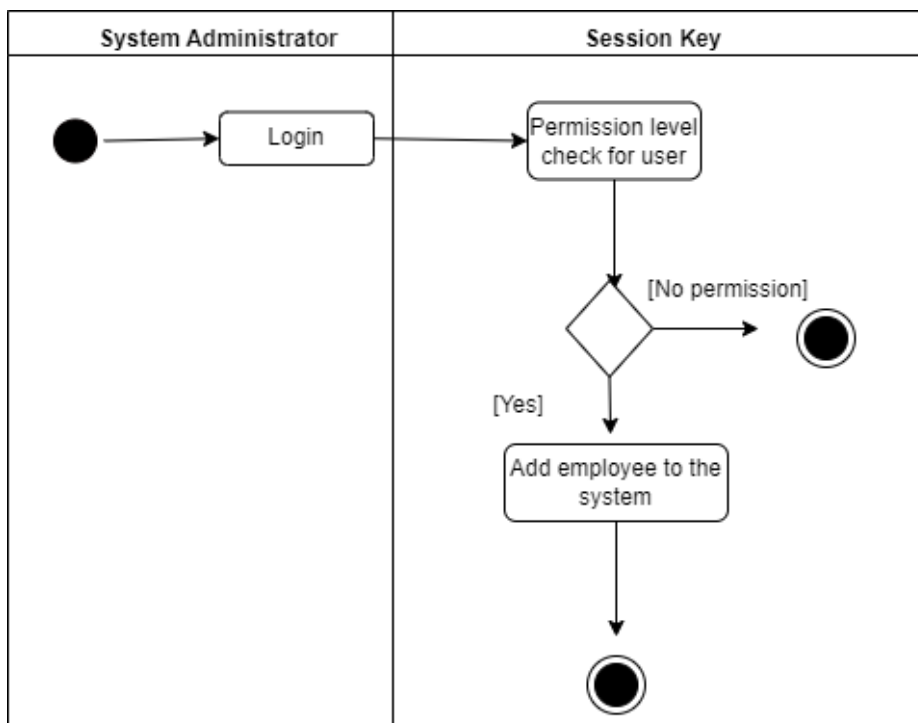 System Administrator
Session Key
Login
Permission level
check for user
[No permission]
[Yes]
Add employee to the
system